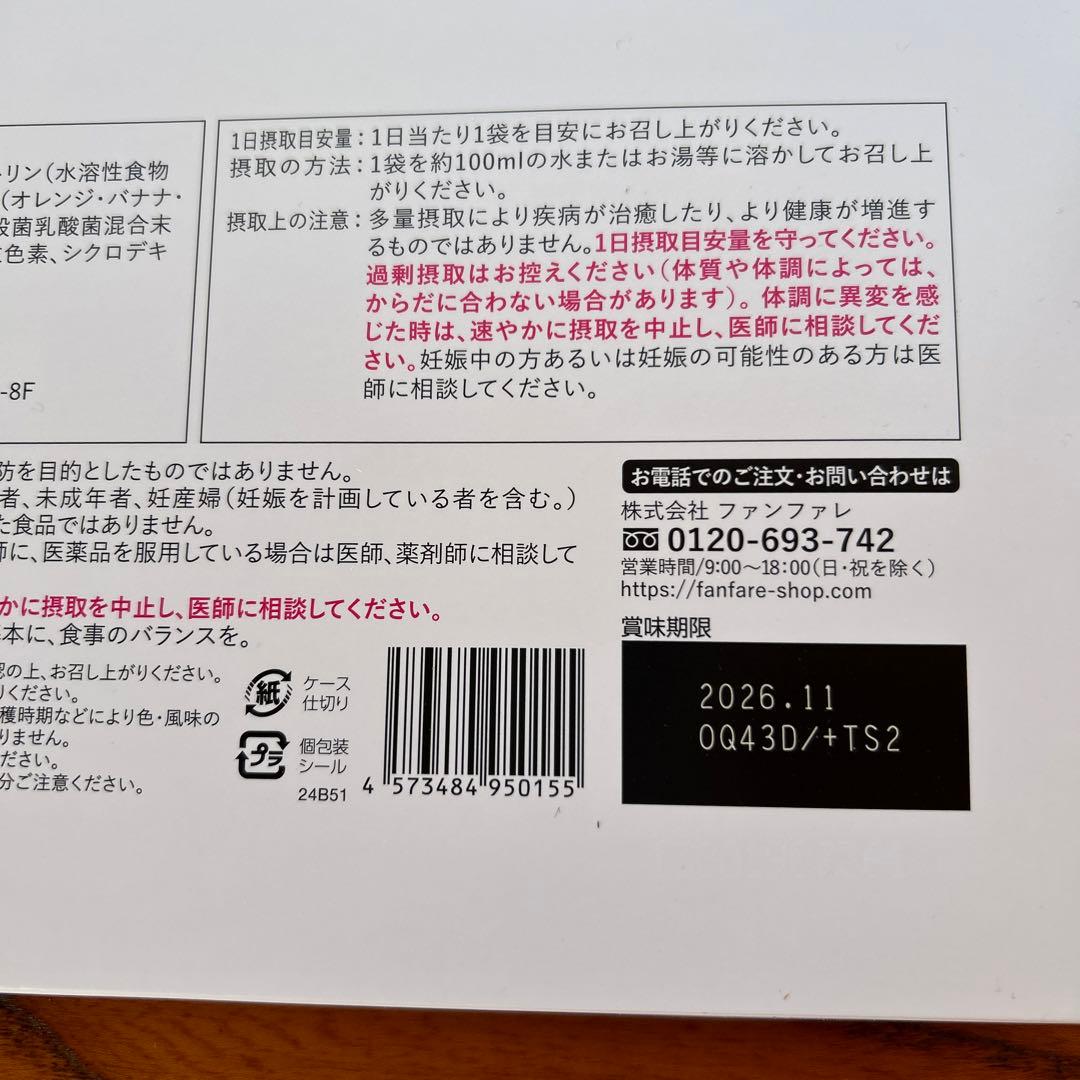 リン（水溶性食物
（オレンジ・バナナ・
殺菌乳酸菌混合末
色素、シクロデキ
-8F
1日摂取目安量：1日当たり1袋を目安にお召し上がりください。
摂取の方法：1袋を約100mlの水またはお湯等に溶かしてお召し上
がりください。
摂取上の注意：多量摂取により疾病が治癒したり、より健康が増進す
るものではありません。1日摂取目安量を守ってください。
過剰摂取はお控えください（体質や体調によっては、
からだに合わない場合があります）。体調に異変を感
じた時は、速やかに摂取を中止し、医師に相談してくだ
さい。妊娠中の方あるいは妊娠の可能性のある方は医
師に相談してください。
防を目的としたものではありません。
者、未成年者、妊産婦（妊娠を計画している者を含む。）
た食品ではありません。
師に、医薬品を服用している場合は医師、薬剤師に相談して
かに摂取を中止し、医師に相談してください。
本に、食事のバランスを。
認の上、お召し上がりください。
りください。
穫時期などにより色・風味の
りません。
ださい。
分ご注意ください。
紙
ケース
仕切り
プラ
個包装
シール
24B51
4 573484 950155
お電話でのご注文・お問い合わせは
株式会社 ファンファレ
0120-693-742
営業時間/9:00～18:00（日・祝を除く）
https://fanfare-shop.com
賞味期限
2026.11
0Q43D/+TS2